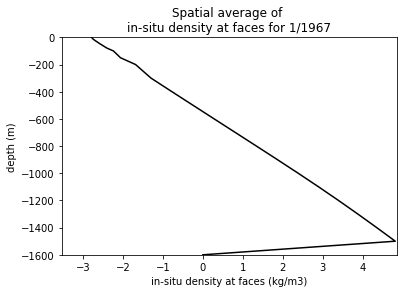 Spatial average of
in-situ density at faces for 1/1967
0
−200
−400
−600
−800
−1000
−1200
−1400
−1600
depth (m)
−3 −2 −1 0 1 2 3 4
in-situ density at faces (kg/m3)